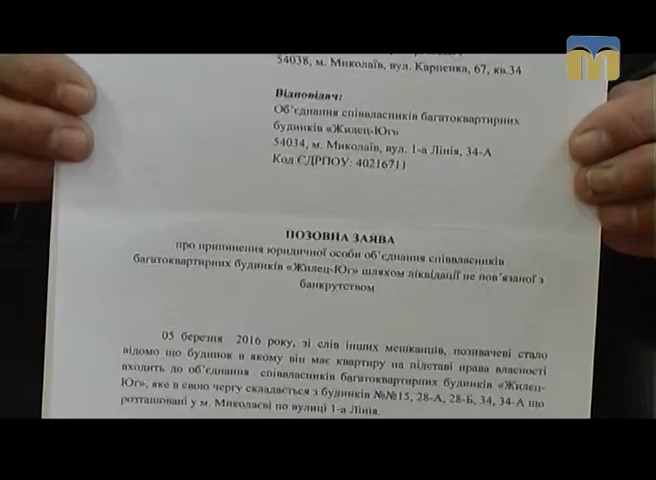 54038, м. Миколаїв, вул. Карпенка, 67, кв.34
Відповідач:
Об'єднання співвласників багатоквартирних
будинків «Жилец-Юг»
54034, м. Миколаїв, вул. 1-а Лінія, 34-А
Код ЄДРПОУ: 40216711
ПОЗОВНА ЗАЯВА
про припинення юридичної особи об'єднання співвласників
багатоквартирних будинків «Жилец-Юг» шляхом ліквідації не пов'язаної з
банкрутством
05 березня 2016 року, зі слів інших мешканців, позивачеві стало
відомо що будинок в якому він має квартиру на підставі права власності
входить до об'єднання співвласників багатоквартирних будинків «Жилец-
Юг», яке в свою чергу складається з будинків №№15, 28-А, 28-Б, 34, 34-А що
розташовані у м. Миколаєві по вулиці 1-а Лінія.